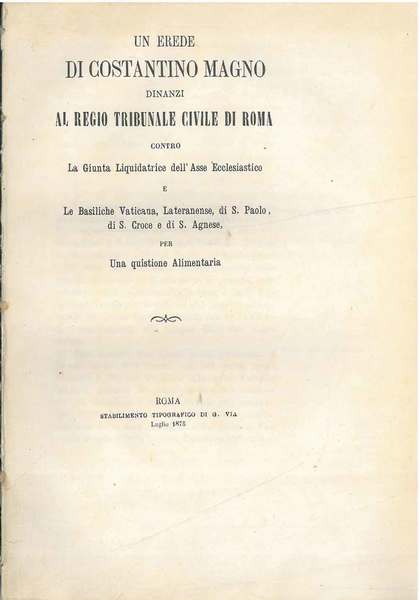 UN EREDE
DI COSTANTINO MAGNO
DINANZI
AL REGIO TRIBUNALE CIVILE DI ROMA
CONTRO
La Giunta Liquidatrice dell'Asse Ecclesiastico
E
Le Basiliche Vaticana, Lateranense, di S. Paolo,
di S. Croce e di S. Agnese,
PER
Una quistione Alimentaria
ROMA
STABILIMENTO TIPOGRAFICO DI G. VIA
Luglio 1875